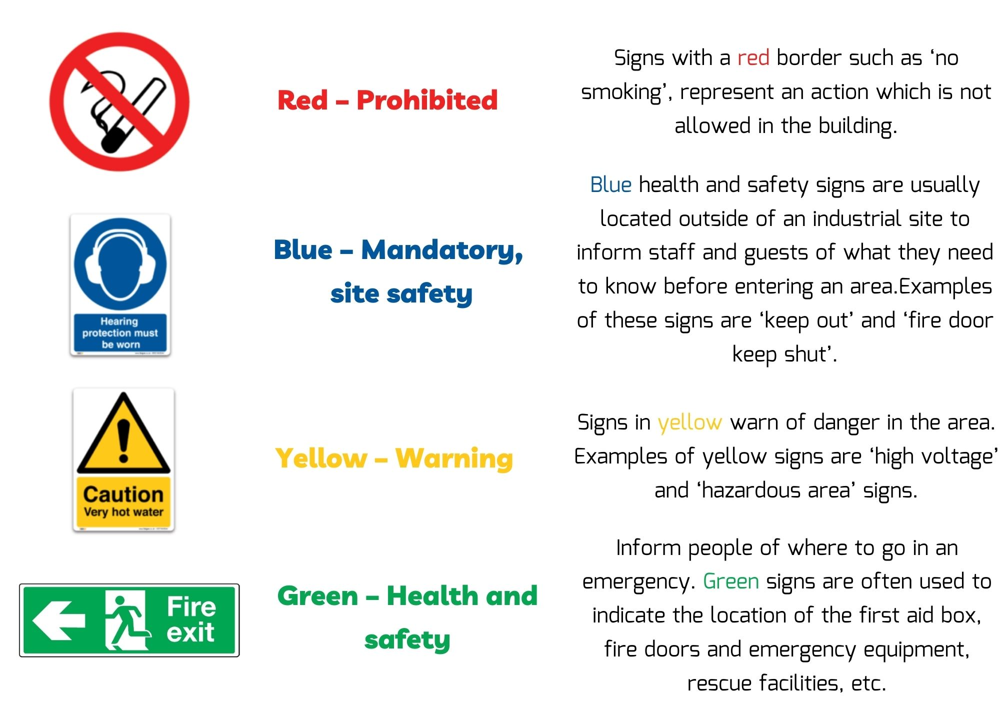 Red – Prohibited
Signs with a red border such as ‘no
smoking’, represent an action which is not
allowed in the building.
Hearing
protection must
be worn
Blue – Mandatory,
site safety
Blue health and safety signs are usually
located outside of an industrial site to
inform staff and guests of what they need
to know before entering an area.Examples
of these signs are ‘keep out’ and ‘fire door
keep shut’.
Caution
Very hot water
Yellow – Warning
Signs in yellow warn of danger in the area.
Examples of yellow signs are ‘high voltage’
and ‘hazardous area’ signs.
Fire
exit
Green – Health and
safety
Inform people of where to go in an
emergency. Green signs are often used to
indicate the location of the first aid box,
fire doors and emergency equipment,
rescue facilities, etc.